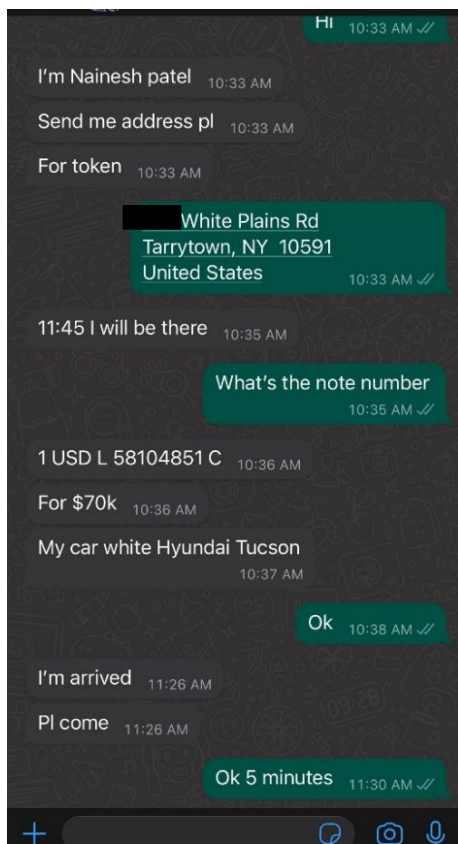 Hi 10:33 AM
I'm Nainesh patel 10:33 AM
Send me address pl 10:33 AM
For token 10:33 AM
White Plains Rd
Tarrytown, NY 10591
United States 10:33 AM
11:45 I will be there 10:35 AM
What's the note number
10:35 AM
1 USD L 58104851 C 10:36 AM
For $70k 10:36 AM
My car white Hyundai Tucson
10:37 AM
Ok 10:38 AM
I'm arrived 11:26 AM
Pl come 11:26 AM
Ok 5 minutes 11:30 AM